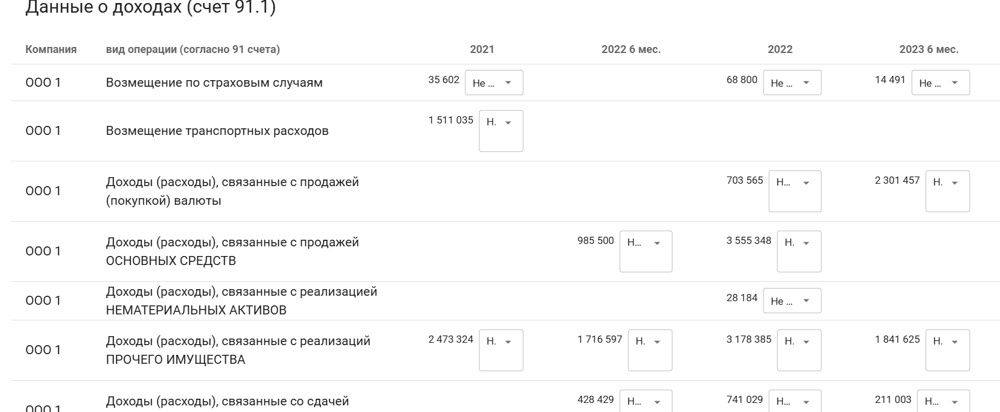 Данные о доходах (счет 91.1)
Компания вид операции (согласно 91 счета) 2021 2022 6 мес. 2022 2023 6 мес.
ООО 1 Возмещение по страховым случаям 35 602 Не ... 68 800 Не ... 14 491 Не ...
ООО 1 Возмещение транспортных расходов 1 511 035 Н.
ООО 1 Доходы (расходы), связанные с продажей 703 565 Н... 2 301 457 Н.
(покупкой) валюты
ООО 1 Доходы (расходы), связанные с продажей 985 500 Н... 3 555 348 Н.
ОСНОВНЫХ СРЕДСТВ
ООО 1 Доходы (расходы), связанные с реализацией 28 184 Не ...
НЕМАТЕРИАЛЬНЫХ АКТИВОВ
ООО 1 Доходы (расходы), связанные с реализаций 2 473 324 Н. 1 716 597 Н. 3 178 385 Н. 1 841 625 Н.
ПРОЧЕГО ИМУЩЕСТВА
ООО 1 Доходы (расходы), связанные со сдачей 428 429 Н... 741 029 Н... 211 003 Н...